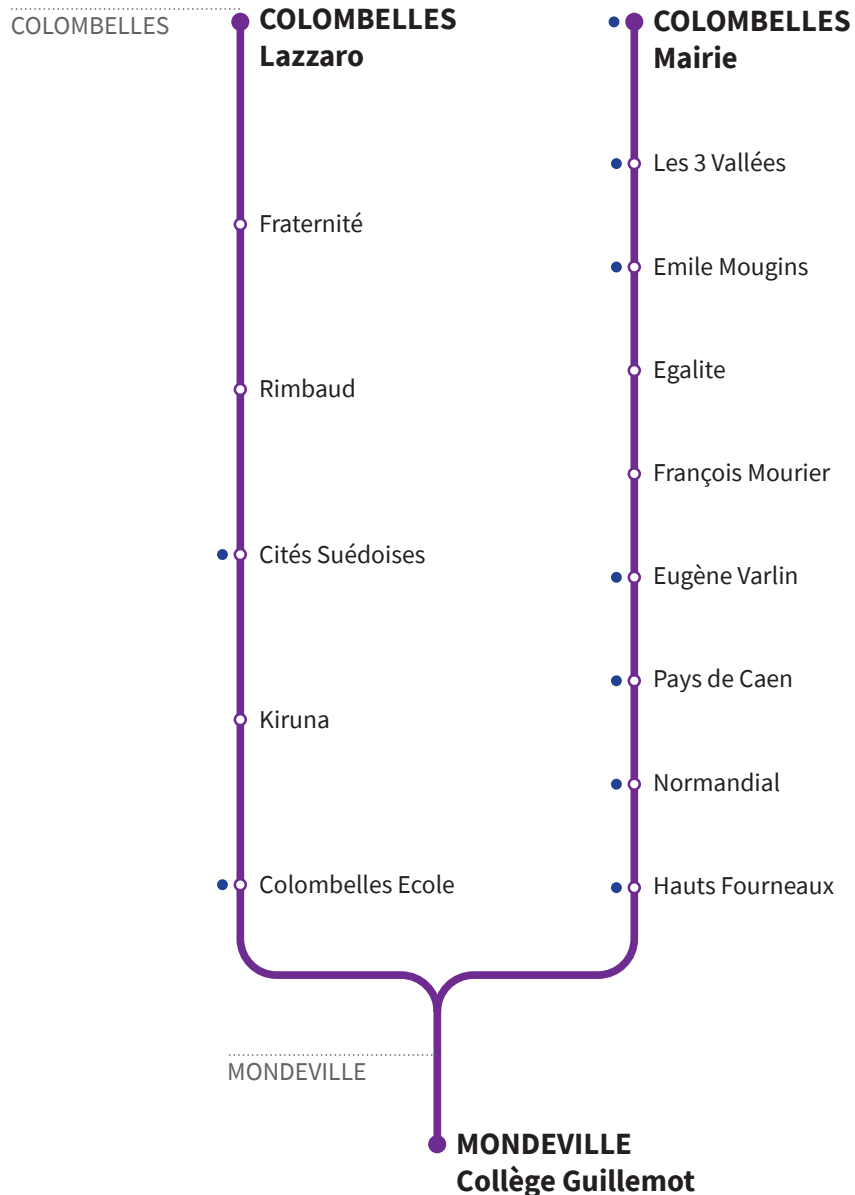 COLOMBELLES
COLOMBELLES
Lazzaro
Fraternité
Rimbaud
Cités Suédoises
Kiruna
Colombelles Ecole
COLOMBELLES
Mairie
Les 3 Vallées
Emile Mougins
Egalite
François Mourier
Eugène Varlin
Pays de Caen
Normandial
Hauts Fourneaux
MONDEVILLE
MONDEVILLE
Collège Guillemot